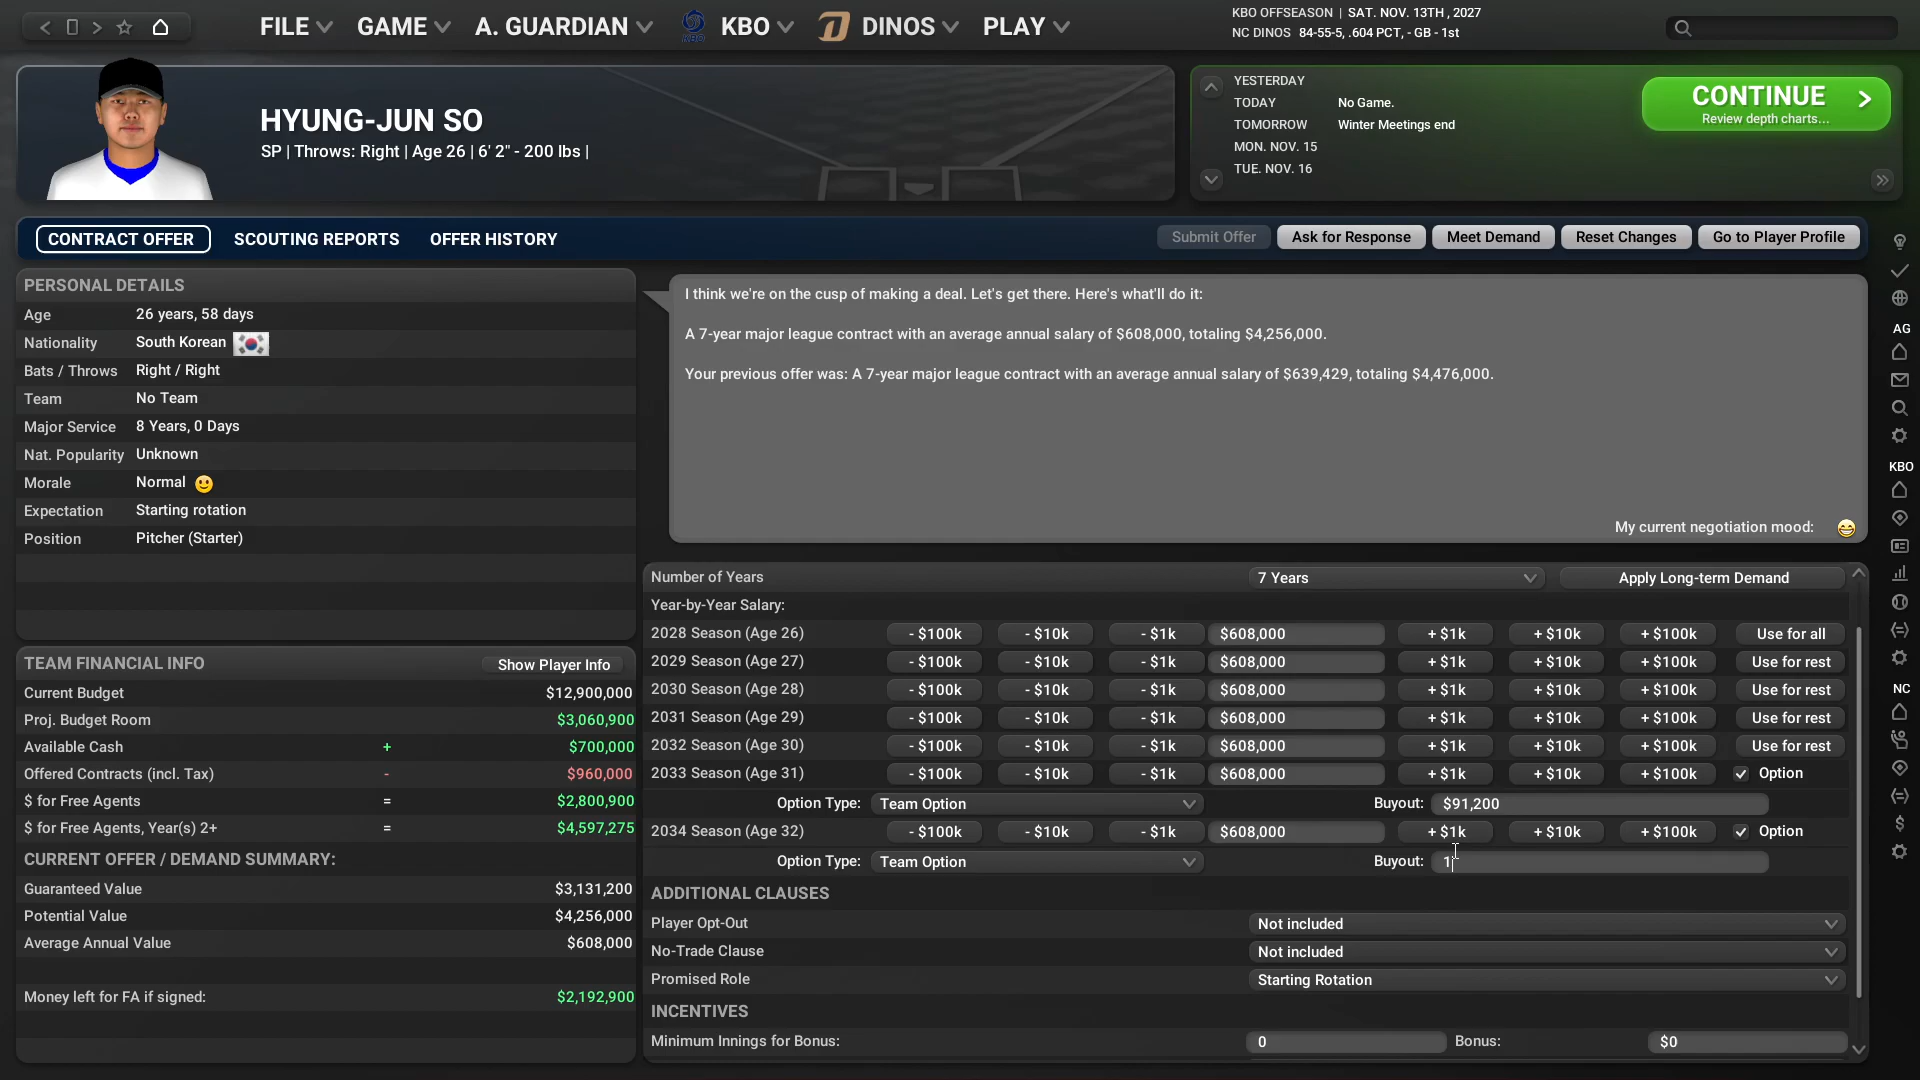 FILE GAME A. GUARDIAN KBO DINOS PLAY
KBO OFFSEASON | SAT. NOV. 13TH , 2027
NC DINOS 84-55-5, .604 PCT, - GB - 1st
HYUNG-JUN SO
SP | Throws: Right | Age 26 | 6' 2" - 200 lbs |
YESTERDAY
TODAY No Game.
TOMORROW Winter Meetings end
MON. NOV. 15
TUE. NOV. 16
CONTINUE
Review depth charts...
CONTRACT OFFER SCOUTING REPORTS OFFER HISTORY
Submit Offer Ask for Response Meet Demand Reset Changes Go to Player Profile
PERSONAL DETAILS
Age 26 years, 58 days
Nationality South Korean
Bats / Throws Right / Right
Team No Team
Major Service 8 Years, 0 Days
Nat. Popularity Unknown
Morale Normal
Expectation Starting rotation
Position Pitcher (Starter)
TEAM FINANCIAL INFO Show Player Info
Current Budget $12,900,000
Proj. Budget Room $3,060,900
Available Cash + $700,000
Offered Contracts (incl. Tax) - $960,000
$ for Free Agents = $2,800,900
$ for Free Agents, Year(s) 2+ = $4,597,275
CURRENT OFFER / DEMAND SUMMARY:
Guaranteed Value $3,131,200
Potential Value $4,256,000
Average Annual Value $608,000
Money left for FA if signed: $2,192,900
I think we're on the cusp of making a deal. Let's get there. Here's what'll do it:
A 7-year major league contract with an average annual salary of $608,000, totaling $4,256,000.
Your previous offer was: A 7-year major league contract with an average annual salary of $639,429, totaling $4,476,000.
My current negotiation mood:
Number of Years 7 Years Apply Long-term Demand
Year-by-Year Salary:
2028 Season (Age 26) - $100k - $10k - $1k $608,000 + $1k + $10k + $100k Use for all
2029 Season (Age 27) - $100k - $10k - $1k $608,000 + $1k + $10k + $100k Use for rest
2030 Season (Age 28) - $100k - $10k - $1k $608,000 + $1k + $10k + $100k Use for rest
2031 Season (Age 29) - $100k - $10k - $1k $608,000 + $1k + $10k + $100k Use for rest
2032 Season (Age 30) - $100k - $10k - $1k $608,000 + $1k + $10k + $100k Use for rest
2033 Season (Age 31) - $100k - $10k - $1k $608,000 + $1k + $10k + $100k Option
Option Type: Team Option Buyout: $91,200
2034 Season (Age 32) - $100k - $10k - $1k $608,000 + $1k + $10k + $100k Option
Option Type: Team Option Buyout: 1
ADDITIONAL CLAUSES
Player Opt-Out Not included
No-Trade Clause Not included
Promised Role Starting Rotation
INCENTIVES
Minimum Innings for Bonus: 0 Bonus: $0
AG
KBO
NC